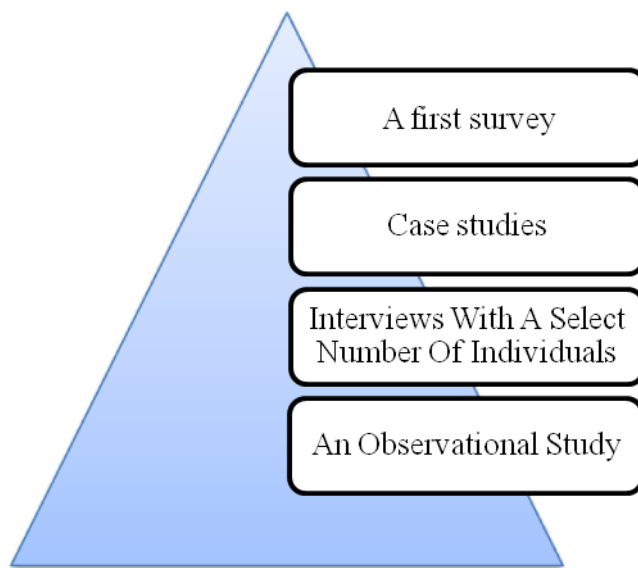 A first survey
Case studies
Interviews With A Select
Number Of Individuals
An Observational Study